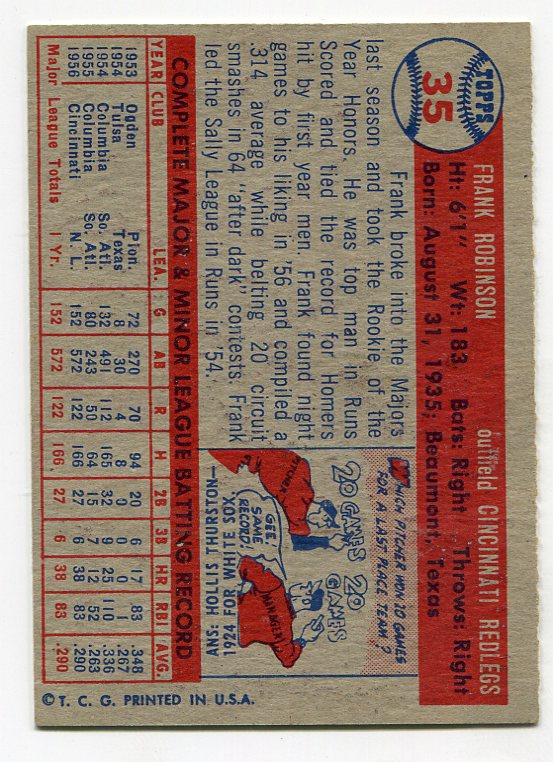 TOPPS
35
FRANK ROBINSON
outfield CINCINNATI REDLEGS
Ht: 6'1" Wt: 183 Bats: Right Throws: Right
Born: August 31, 1935; Beaumont, Texas
Frank broke into the Majors
last season and took the Rookie of the
Year Honors. He was top man in Runs
Scored and tied the record for Homers
hit by first year men. Frank found night
games to his liking in '56 and compiled a
.314 average while belting 20 circuit
smashes in 64 "after dark" contests. Frank
led the Sally League in Runs in '54.
WHICH PITCHER WON 20 GAMES
FOR A LAST PLACE TEAM?
20 GAMES
20 GAMES
PITCHER
GEE,
SAME
RECORD!
MANAGER
ANS: HOLLIS THURSTON—
1924 FOR WHITE SOX.
COMPLETE MAJOR & MINOR LEAGUE BATTING RECORD
YEAR CLUB LEA. G AB R H 2B 3B HR RBI AVG.
1953 Ogden Pion. 72 270 70 94 20 6 17 83 .348
1954 Tulsa Texas 8 30 4 8 0 0 0 1 .267
1954 Columbia So. Atl. 132 491 112 165 32 9 25 110 .336
1955 Columbia So. Atl. 80 243 50 64 15 7 12 52 .263
1956 Cincinnati N. L. 152 572 122 166 27 6 38 83 .290
Major League Totals 1 Yr. 152 572 122 166 27 6 38 83 .290
© T. C. G. PRINTED IN U.S.A.